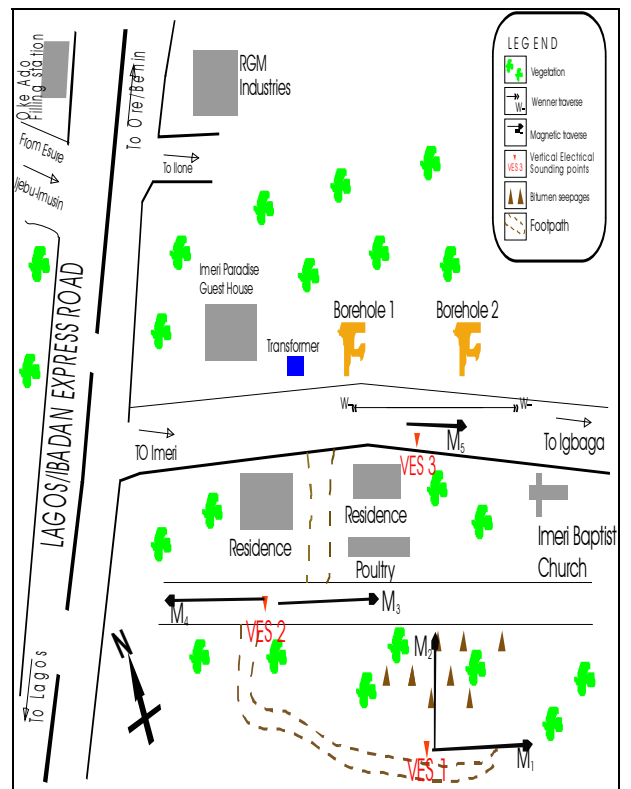 Oke Ado
Filling station
To Ore/Benin
RGM
Industries
From Esure
Ijebu-Imusin
To Ilone
LEGEND
Vegetation
W
Wenner traverse
Magnetic traverse
VES 3
Vertical Electrical
Sounding points
Bitumen seepages
Footpath
LAGOS/IBADAN EXPRESS ROAD
Imeri Paradise
Guest House
Transformer
Borehole 1
Borehole 2
W
W
TO Imeri
M5
VES 3
To Igbaga
Residence
Residence
Poultry
Imeri Baptist
Church
M4
VES 2
M3
M2
To Lagos
N
VES 1
M1